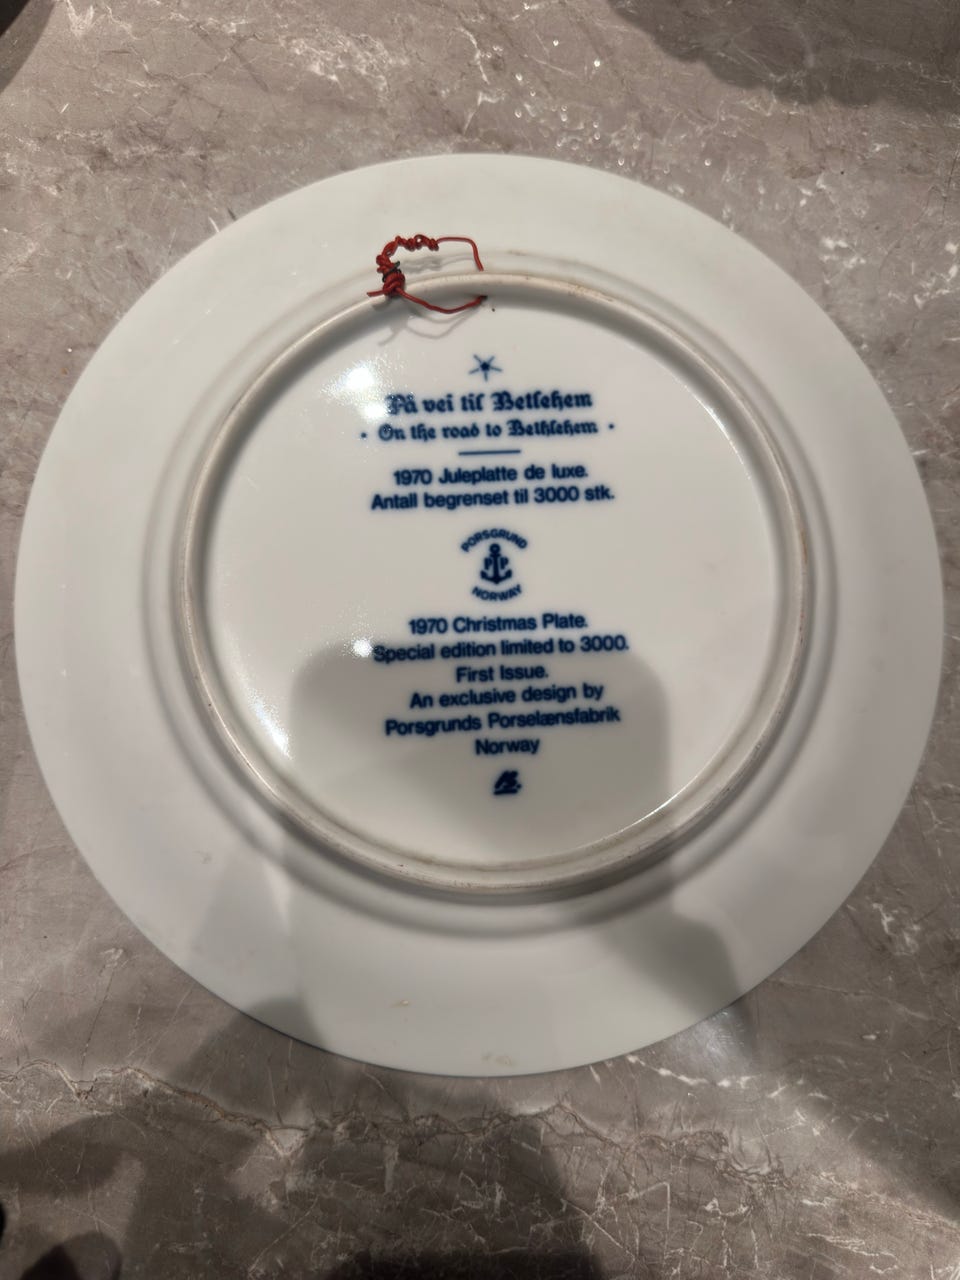 På vei til Betlehem
· On the road to Bethlehem ·
1970 Juleplatte de luxe.
Antall begrenset til 3000 stk.
PORSGRUND
P P
NORWAY
1970 Christmas Plate.
Special edition limited to 3000.
First Issue.
An exclusive design by
Porsgrunds Porselænsfabrik
Norway